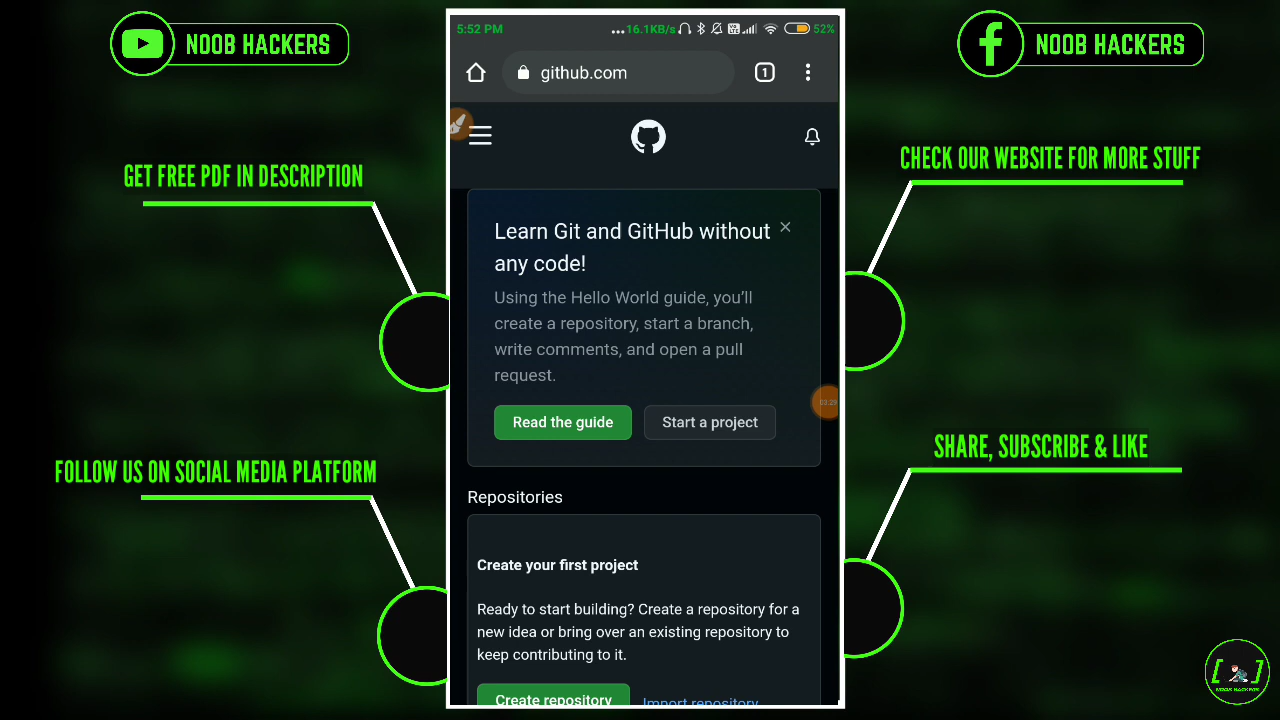 NOOB HACKERS
NOOB HACKERS
GET FREE PDF IN DESCRIPTION
CHECK OUR WEBSITE FOR MORE STUFF
FOLLOW US ON SOCIAL MEDIA PLATFORM
SHARE, SUBSCRIBE & LIKE
5:52 PM
...16.1KB/s
52%
github.com
1
Learn Git and GitHub without
any code!
Using the Hello World guide, you'll
create a repository, start a branch,
write comments, and open a pull
request.
03:29
Read the guide
Start a project
Repositories
Create your first project
Ready to start building? Create a repository for a
new idea or bring over an existing repository to
keep contributing to it.
Create repository
Import repository
NOOB HACKERS